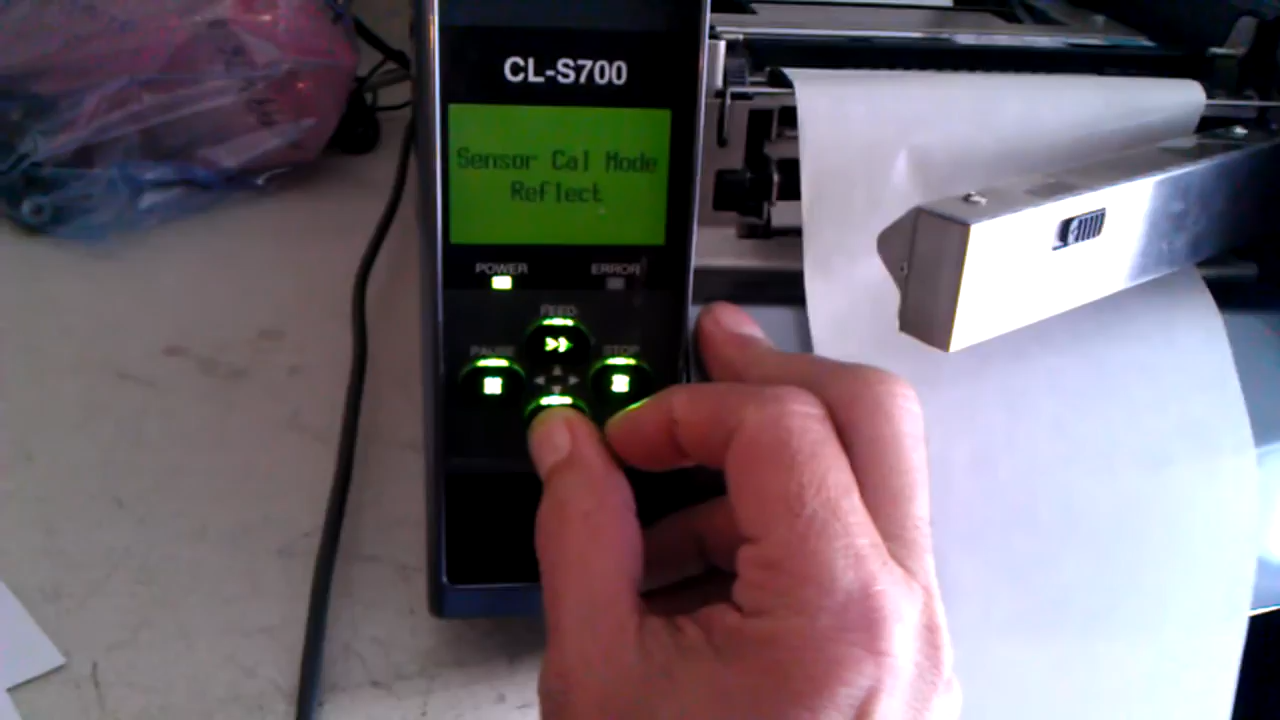 CL-S700
Sensor Cal Mode
Reflect
POWER ERROR
FEED
PAUSE STOP